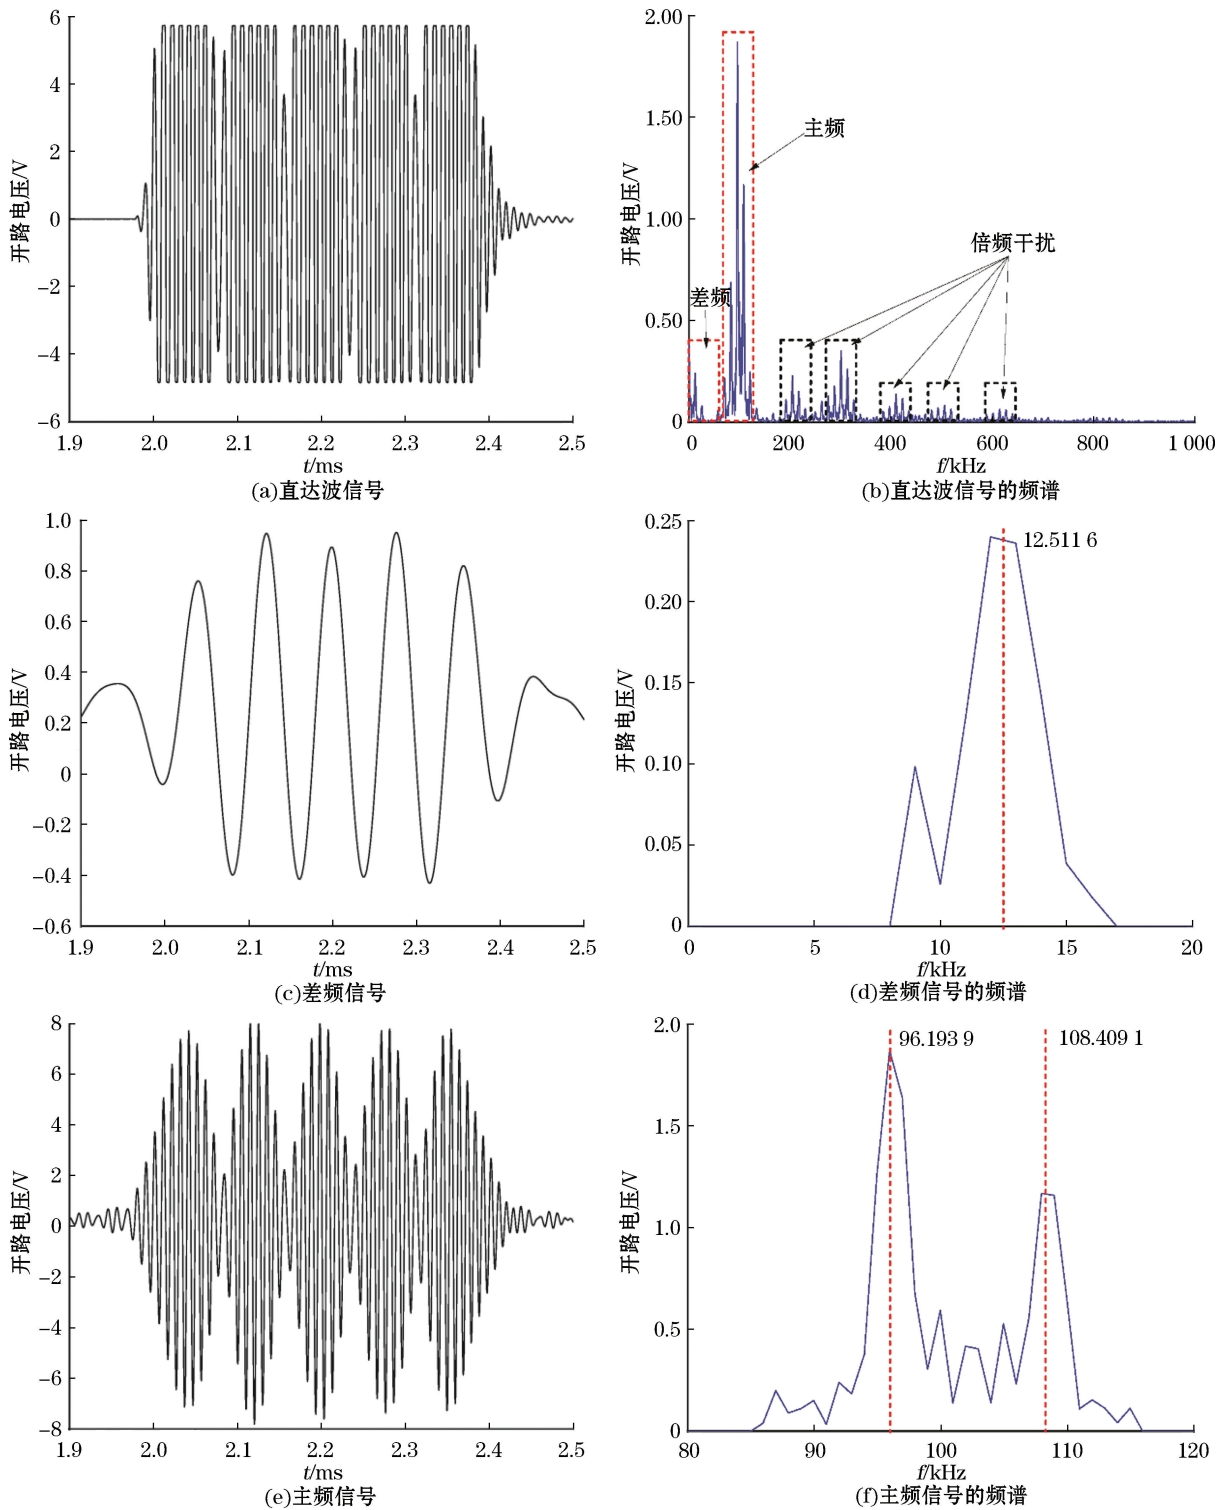 开路电压/V
6
4
2
0
−2
−4
−6
1.9 2.0 2.1 2.2 2.3 2.4 2.5
t/ms
(a)直达波信号
开路电压/V
2.00
1.50
1.00
0.50
0
主频
倍频干扰
差频
0 200 400 600 800 1 000
f/kHz
(b)直达波信号的频谱
开路电压/V
1.0
0.8
0.6
0.4
0.2
0
−0.2
−0.4
−0.6
1.9 2.0 2.1 2.2 2.3 2.4 2.5
t/ms
(c)差频信号
开路电压/V
0.25
0.20
0.15
0.10
0.05
0
12.511 6
0 5 10 15 20
f/kHz
(d)差频信号的频谱
开路电压/V
8
6
4
2
0
−2
−4
−6
−8
1.9 2.0 2.1 2.2 2.3 2.4 2.5
t/ms
(e)主频信号
开路电压/V
2.0
1.5
1.0
0.5
0
96.193 9 108.409 1
80 90 100 110 120
f/kHz
(f)主频信号的频谱